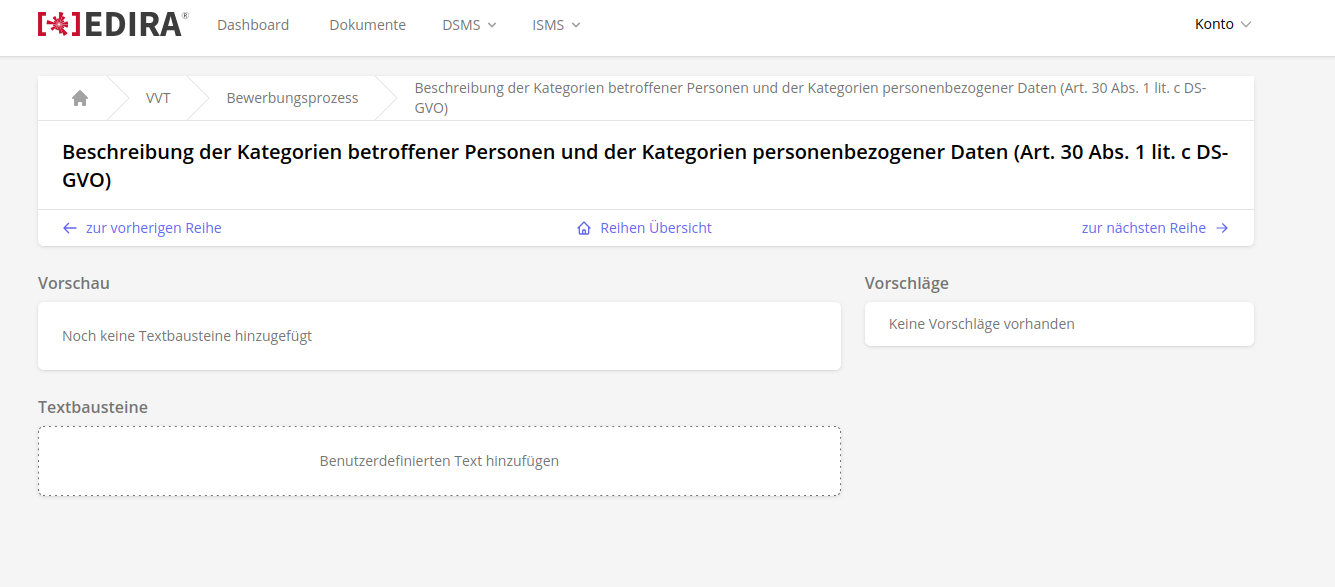 [*]EDIRA® Dashboard Dokumente DSMS ISMS Konto
VVT Bewerbungsprozess Beschreibung der Kategorien betroffener Personen und der Kategorien personenbezogener Daten (Art. 30 Abs. 1 lit. c DS-
GVO)
Beschreibung der Kategorien betroffener Personen und der Kategorien personenbezogener Daten (Art. 30 Abs. 1 lit. c DS-
GVO)
← zur vorherigen Reihe Reihen Übersicht zur nächsten Reihe →
Vorschau
Noch keine Textbausteine hinzugefügt
Vorschläge
Keine Vorschläge vorhanden
Textbausteine
Benutzerdefinierten Text hinzufügen